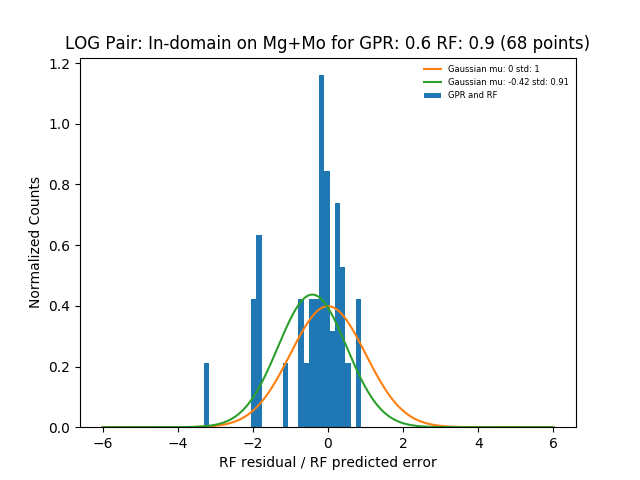 LOG Pair: In-domain on Mg+Mo for GPR: 0.6 RF: 0.9 (68 points)
Gaussian mu: 0 std: 1
Gaussian mu: -0.42 std: 0.91
GPR and RF
Normalized Counts
1.2
1.0
0.8
0.6
0.4
0.2
0.0
−6 −4 −2 0 2 4 6
RF residual / RF predicted error